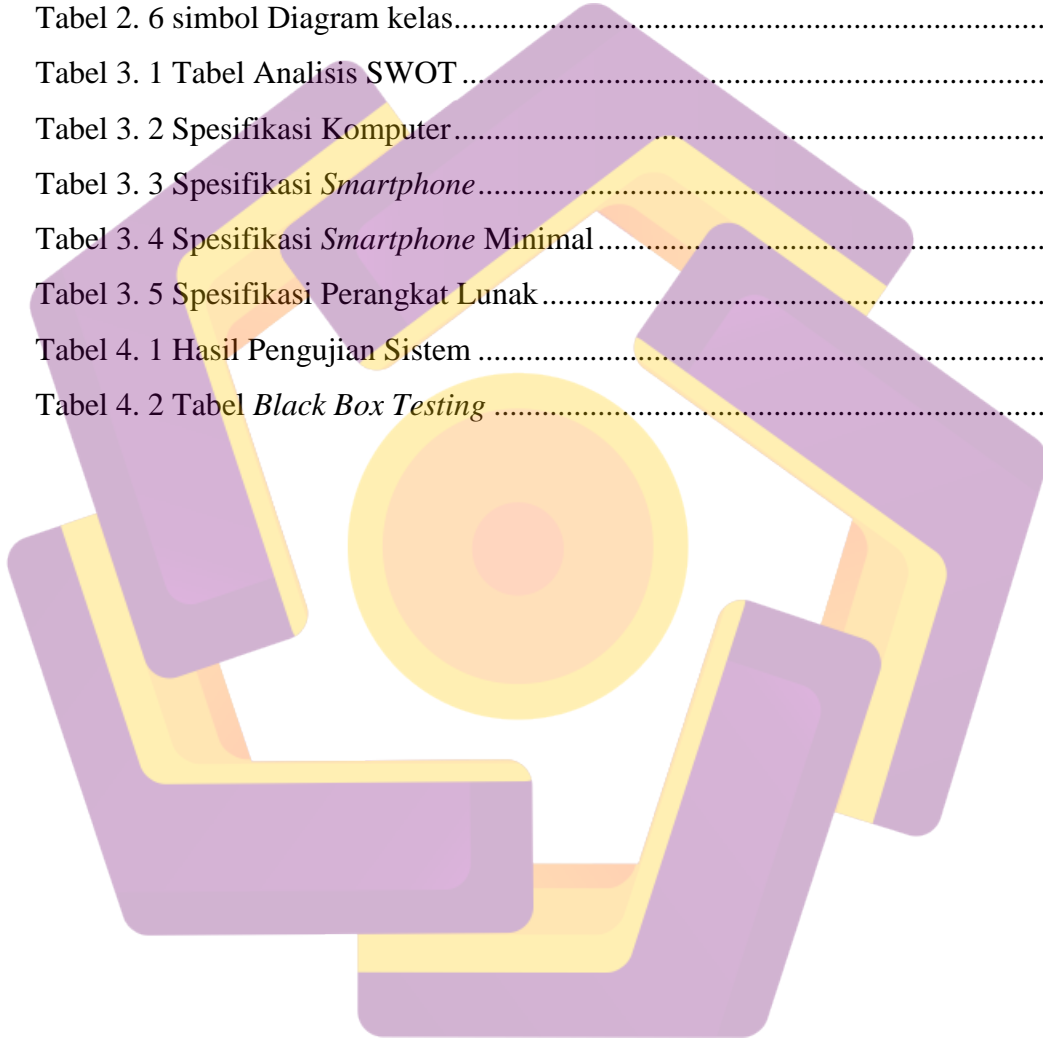 Tabel 2. 6 simbol Diagram kelas..........................................................................
Tabel 3. 1 Tabel Analisis SWOT.........................................................................
Tabel 3. 2 Spesifikasi Komputer..........................................................................
Tabel 3. 3 Spesifikasi Smartphone.......................................................................
Tabel 3. 4 Spesifikasi Smartphone Minimal........................................................
Tabel 3. 5 Spesifikasi Perangkat Lunak...............................................................
Tabel 4. 1 Hasil Pengujian Sistem .......................................................................
Tabel 4. 2 Tabel Black Box Testing .....................................................................